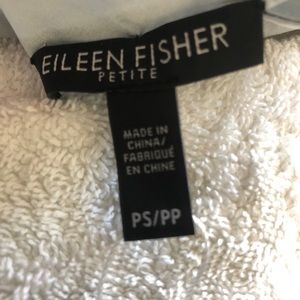 EILEEN FISHER
PETITE
MADE IN
CHINA/
FABRIQUÉ
EN CHINE
PS/PP